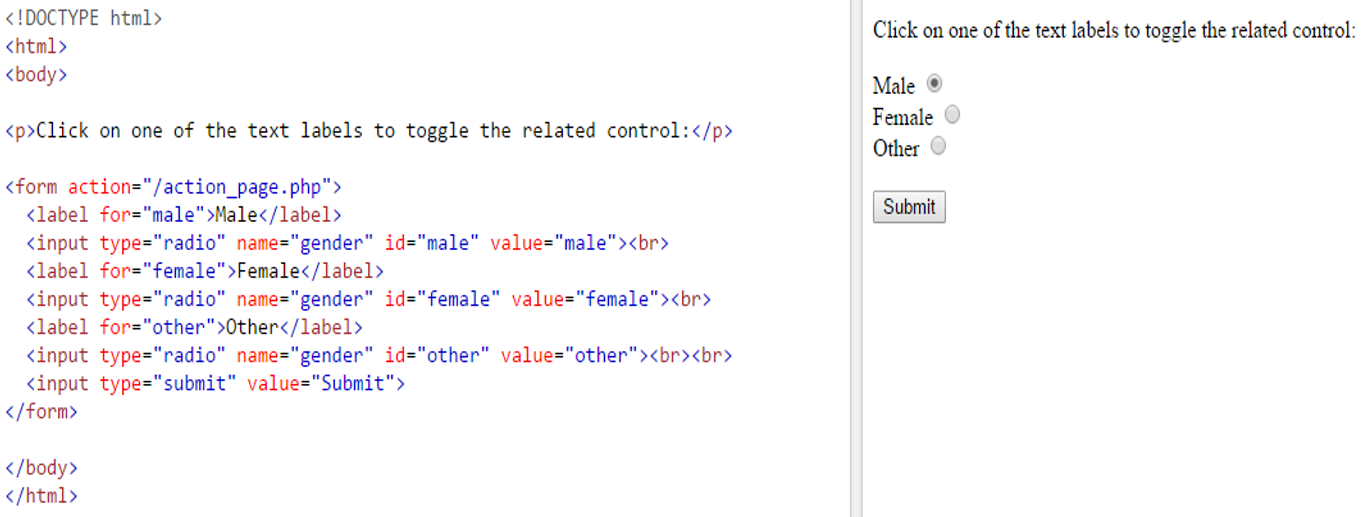 <!DOCTYPE html>
<html>
<body>
<p>Click on one of the text labels to toggle the related control:</p>
<form action="/action_page.php">
  <label for="male">Male</label>
  <input type="radio" name="gender" id="male" value="male"><br>
  <label for="female">Female</label>
  <input type="radio" name="gender" id="female" value="female"><br>
  <label for="other">Other</label>
  <input type="radio" name="gender" id="other" value="other"><br><br>
  <input type="submit" value="Submit">
</form>
</body>
</html>
Click on one of the text labels to toggle the related control:
Male
Female
Other
Submit